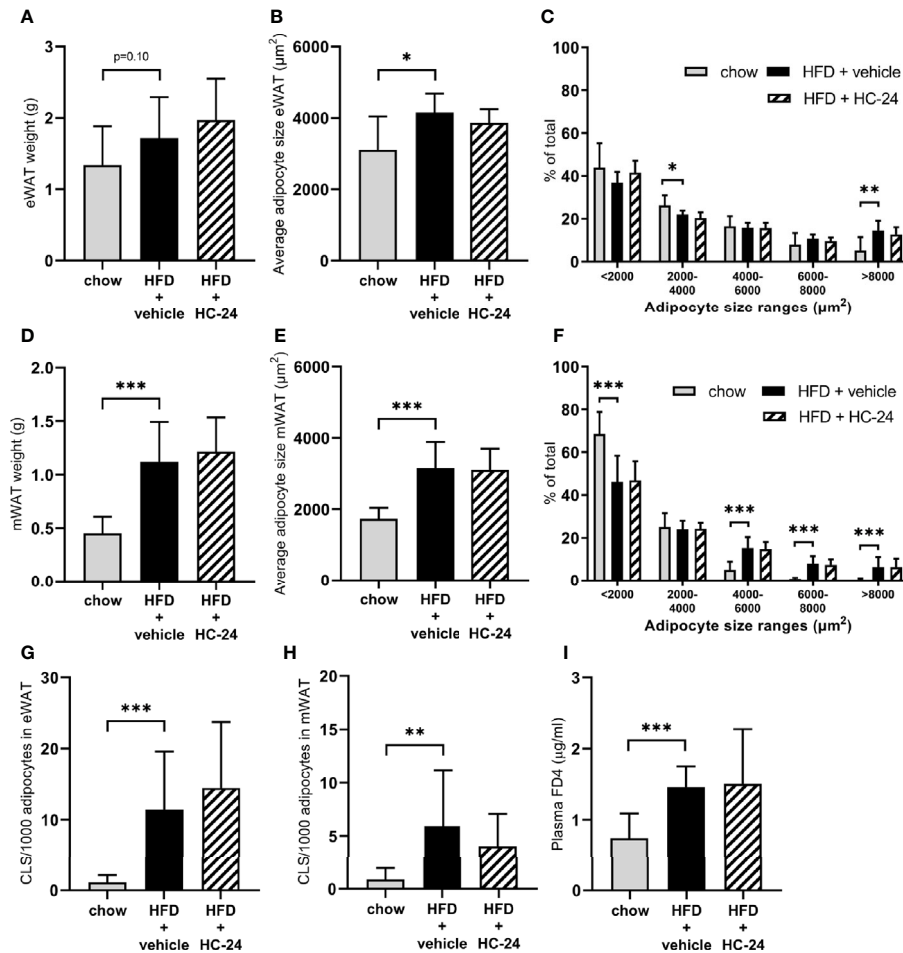 A
eWAT weight (g)
3
2
1
0
p=0.10
chow
HFD
+
vehicle
HFD
+
HC-24
B
Average adipocyte size eWAT (µm²)
6000
4000
2000
0
*
chow
HFD
+
vehicle
HFD
+
HC-24
C
% of total
100
80
60
40
20
0
chow HFD + vehicle
HFD + HC-24
*
**
<2000 2000-4000 4000-6000 6000-8000 >8000
Adipocyte size ranges (µm²)
D
mWAT weight (g)
2.0
1.5
1.0
0.5
0.0
***
chow
HFD
+
vehicle
HFD
+
HC-24
E
Average adipocyte size mWAT (µm²)
6000
4000
2000
0
***
chow
HFD
+
vehicle
HFD
+
HC-24
F
% of total
100
80
60
40
20
0
chow HFD + vehicle
HFD + HC-24
***
***
***
***
<2000 2000-4000 4000-6000 6000-8000 >8000
Adipocyte size ranges (µm²)
G
CLS/1000 adipocytes in eWAT
30
20
10
0
***
chow
HFD
+
vehicle
HFD
+
HC-24
H
CLS/1000 adipocytes in mWAT
20
15
10
5
0
**
chow
HFD
+
vehicle
HFD
+
HC-24
I
Plasma FD4 (µg/ml)
3
2
1
0
***
chow
HFD
+
vehicle
HFD
+
HC-24